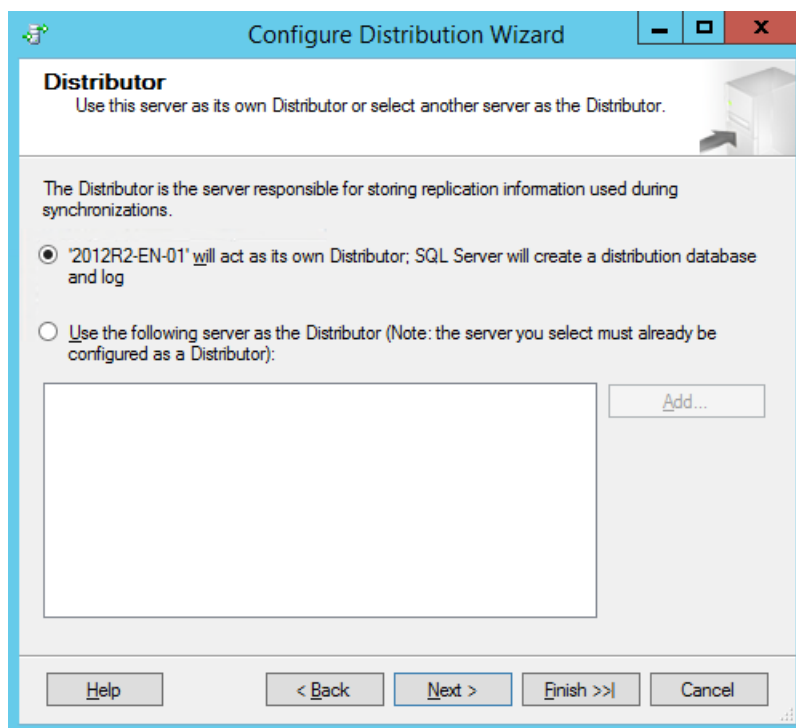 Configure Distribution Wizard
Distributor
Use this server as its own Distributor or select another server as the Distributor.
The Distributor is the server responsible for storing replication information used during
synchronizations.
'2012R2-EN-01' will act as its own Distributor; SQL Server will create a distribution database
and log
Use the following server as the Distributor (Note: the server you select must already be
configured as a Distributor):
Add...
Help
< Back
Next >
Finish >>|
Cancel